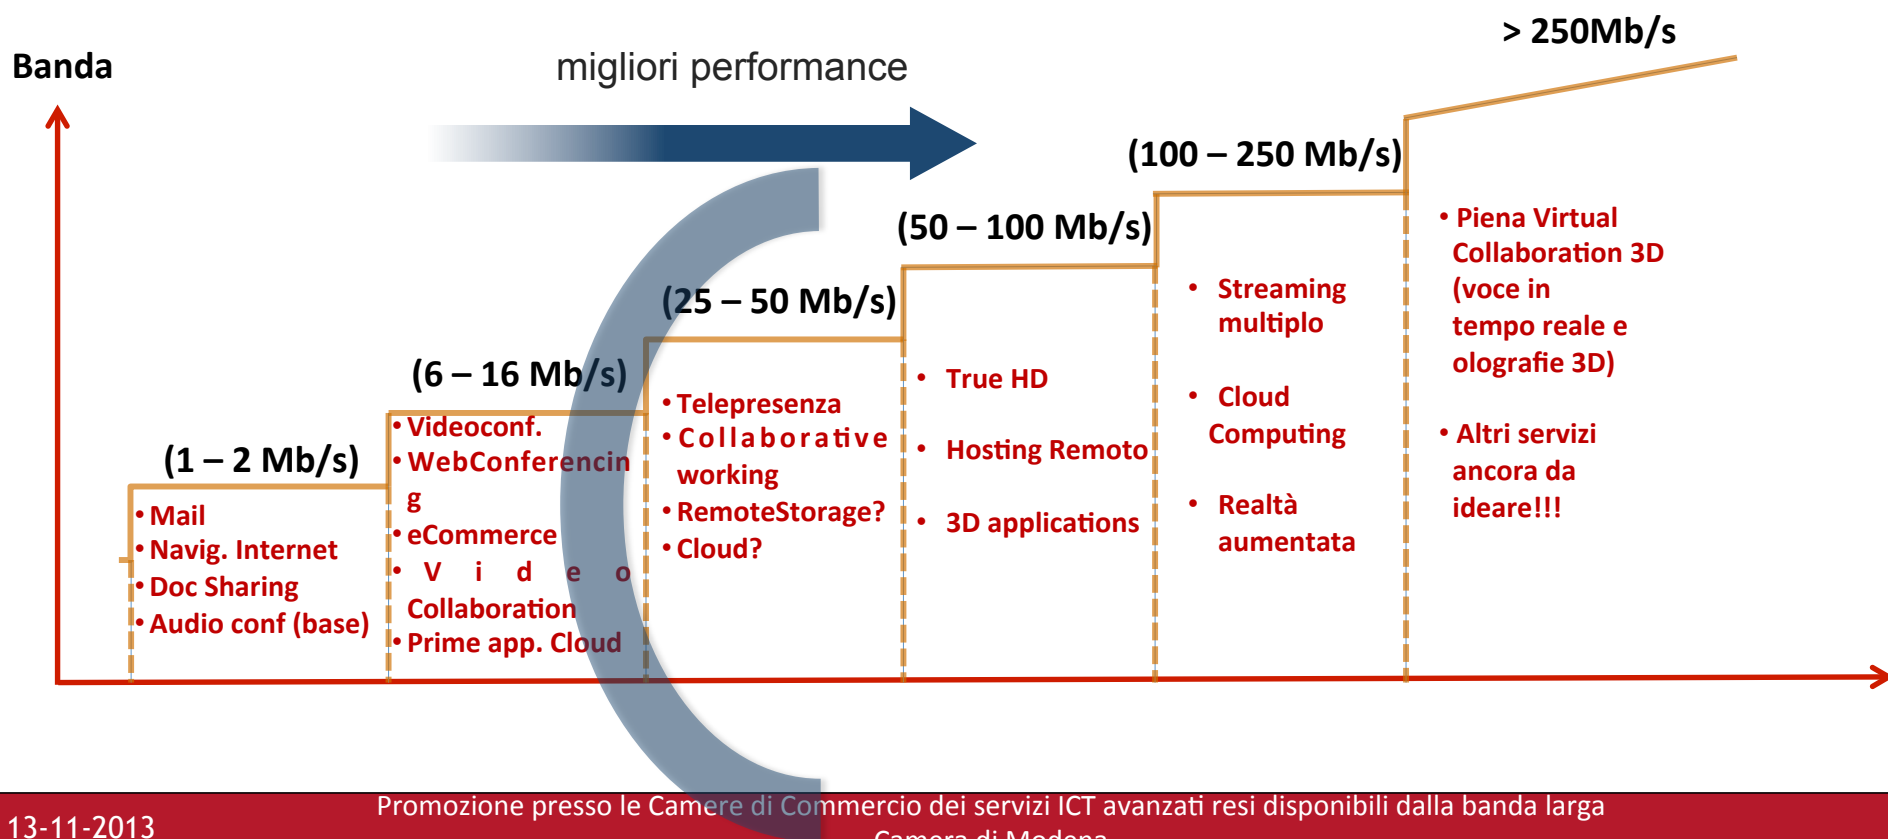 > 250Mb/s
Banda
migliori performance
(100 – 250 Mb/s)
(50 – 100 Mb/s)
(25 – 50 Mb/s)
(6 – 16 Mb/s)
(1 – 2 Mb/s)
• Mail
• Navig. Internet
• Doc Sharing
• Audio conf (base)
• Videoconf.
• WebConferencin
g
• eCommerce
• V i d e o
Collaboration
• Prime app. Cloud
• Telepresenza
• Collaborative
working
• RemoteStorage?
• Cloud?
• True HD
• Hosting Remoto
• 3D applications
• Streaming
multiplo
• Cloud
Computing
• Realtà
aumentata
• Piena Virtual
Collaboration 3D
(voce in
tempo reale e
olografie 3D)
• Altri servizi
ancora da
ideare!!!
13-11-2013
Promozione presso le Camere di Commercio dei servizi ICT avanzati resi disponibili dalla banda larga
Camera di Modena